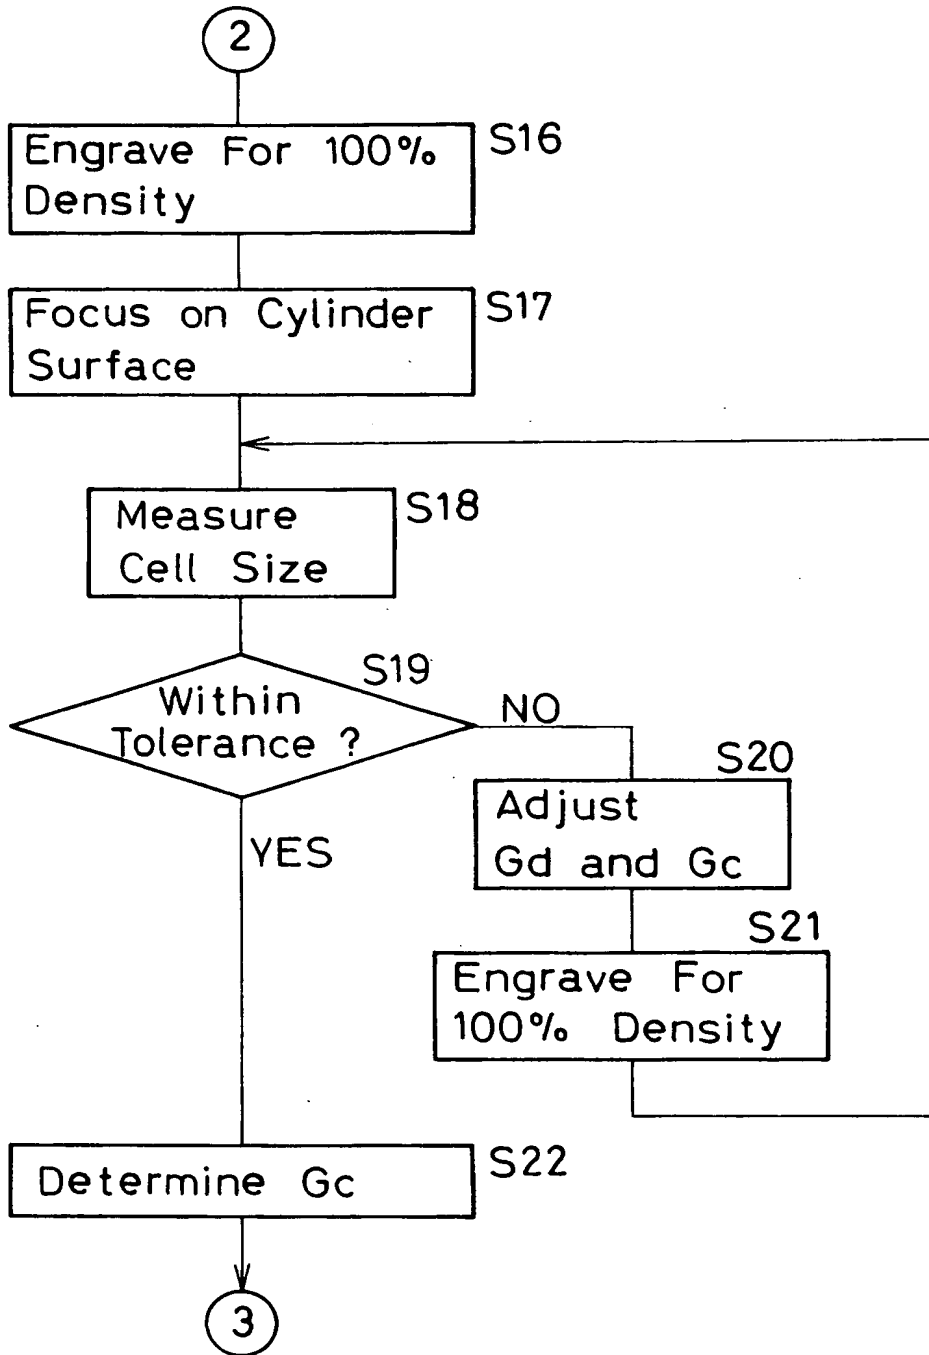 2
Engrave For 100%
Density
S16
Focus on Cylinder
Surface
S17
Measure
Cell Size
S18
Within
Tolerance ?
S19
NO
YES
Adjust
Gd and Gc
S20
Engrave For
100% Density
S21
Determine Gc
S22
3